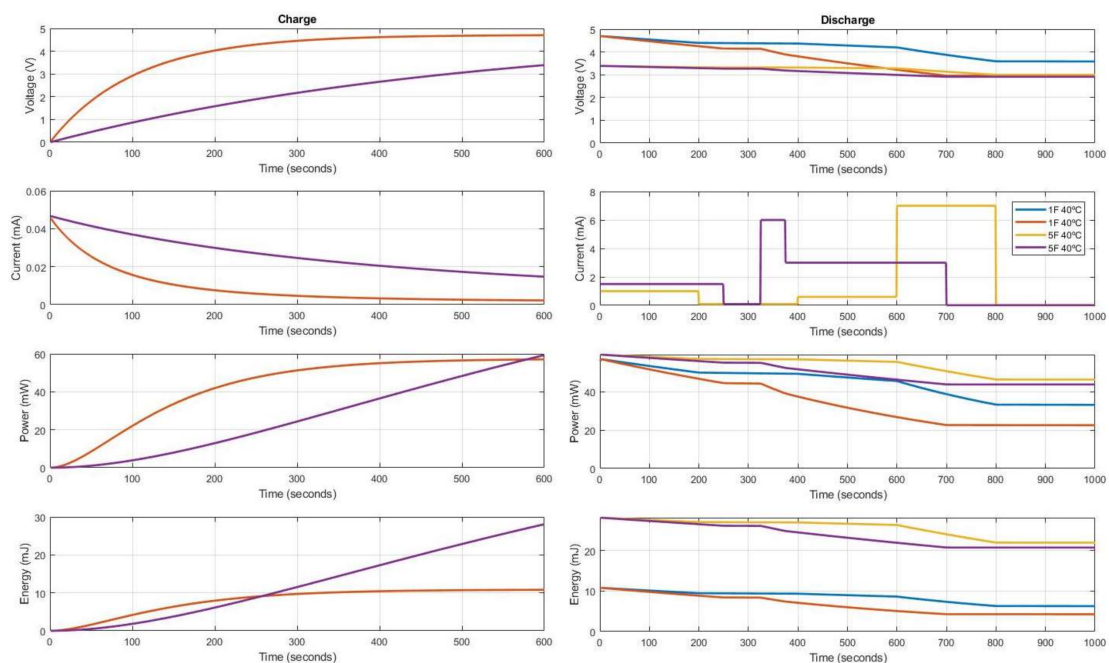 Charge
Voltage (V)
5
4
3
2
1
0
0 100 200 300 400 500 600
Time (seconds)
Current (mA)
0.06
0.04
0.02
0
0 100 200 300 400 500 600
Time (seconds)
Power (mW)
60
40
20
0
0 100 200 300 400 500 600
Time (seconds)
Energy (mJ)
30
20
10
0
0 100 200 300 400 500 600
Time (seconds)
Discharge
Voltage (V)
5
4
3
2
1
0
0 100 200 300 400 500 600 700 800 900 1000
Time (seconds)
Current (mA)
8
6
4
2
0
1F 40ºC
1F 40ºC
5F 40ºC
5F 40ºC
0 100 200 300 400 500 600 700 800 900 1000
Time (seconds)
Power (mW)
40
20
0
0 100 200 300 400 500 600 700 800 900 1000
Time (seconds)
Energy (mJ)
20
10
0
0 100 200 300 400 500 600 700 800 900 1000
Time (seconds)